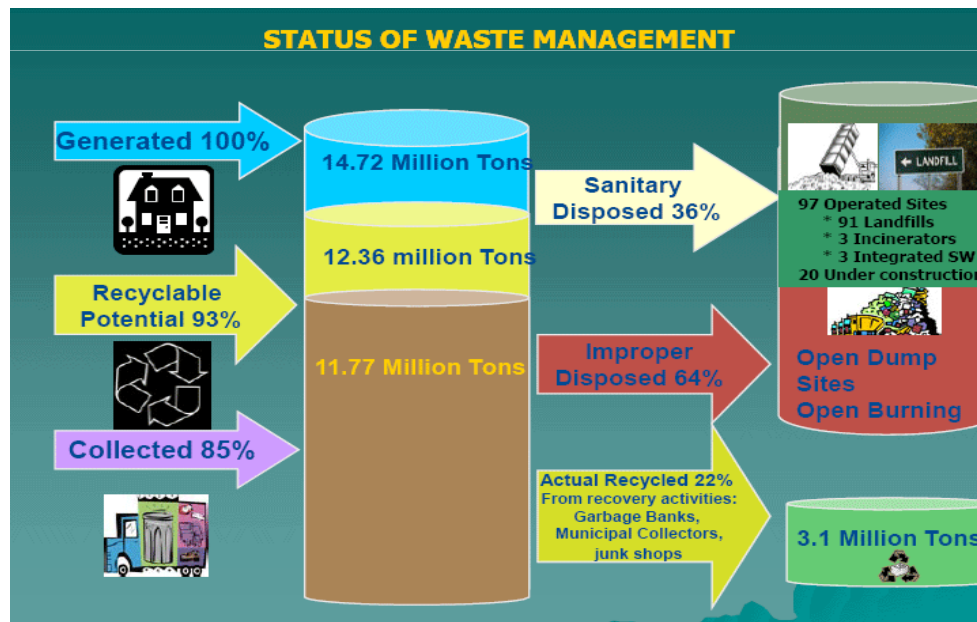 STATUS OF WASTE MANAGEMENT
Generated 100%
14.72 Million Tons
Recyclable
Potential 93%
12.36 million Tons
Collected 85%
11.77 Million Tons
Sanitary
Disposed 36%
← LANDFILL
97 Operated Sites
* 91 Landfills
* 3 Incinerators
* 3 Integrated SW
20 Under construction
Improper
Disposed 64%
Open Dump
Sites
Open Burning
Actual Recycled 22%
From recovery activities:
Garbage Banks,
Municipal Collectors,
junk shops
3.1 Million Tons